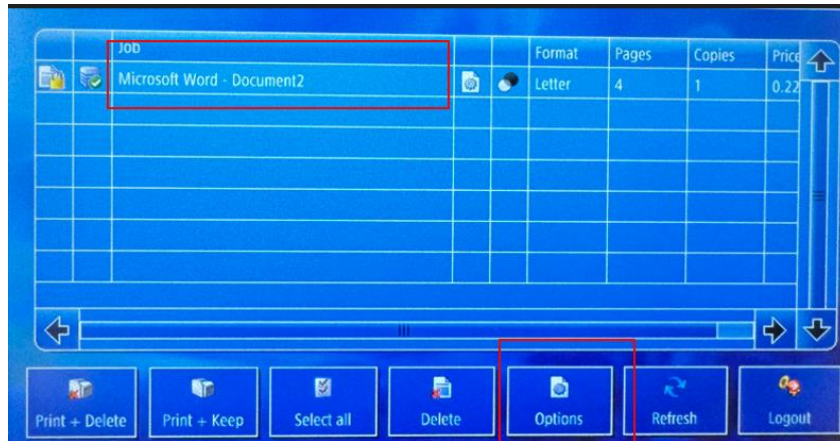 Job Format Pages Copies Price
Microsoft Word - Document2 Letter 4 1 0.22
Print + Delete Print + Keep Select all Delete Options Refresh Logout